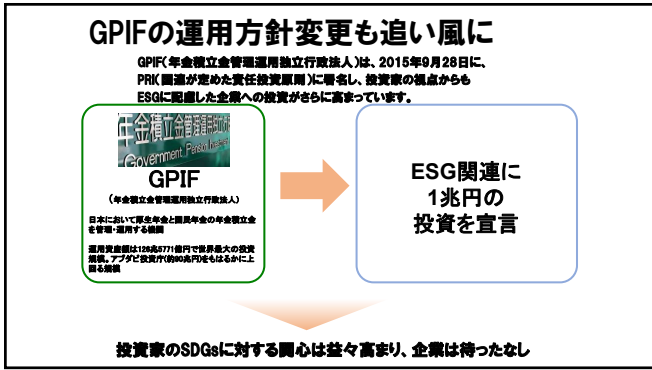 GPIFの運用方針変更も追い風に
GPIF(年金積立金管理運用独立行政法人)は、2015年9月28日に、
PRI(国連が定めた責任投資原則)に署名し、投資家の視点からも
ESGに配慮した企業への投資がさらに高まっています。
年金積立金管理運用独
Government Pension Inves
GPIF
(年金積立金管理運用独立行政法人)
日本において厚生年金と国民年金の年金積立金
を管理・運用する機関
運用資産額は126兆5771億円で世界最大の投資
規模。アブダビ投資庁(約90兆円)をもはるかに上
回る規模
ESG関連に
1兆円の
投資を宣言
投資家のSDGsに対する関心は益々高まり、企業は待ったなし